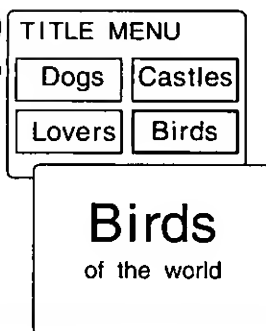 TITLE MENU
Dogs Castles
Lovers Birds
Birds
of the world